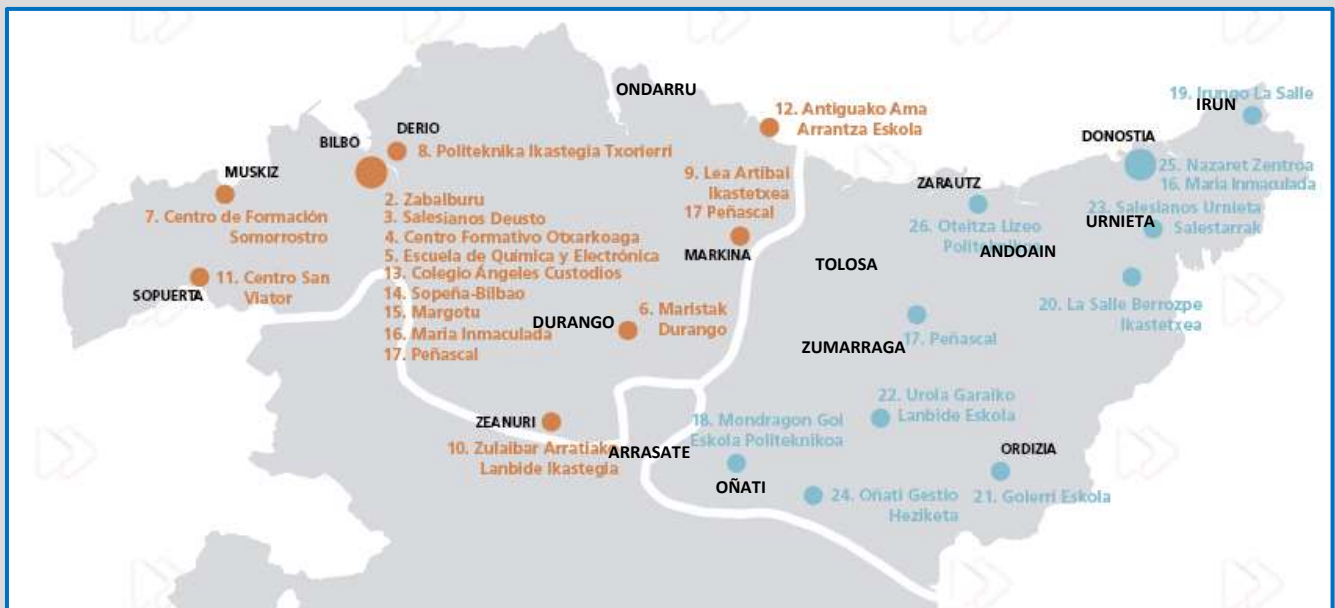 ONDARRU
19. Irungo La Salle
IRUN
12. Antiguako Ama
Arrantza Eskola
DERIO
DONOSTIA
BILBO
8. Politeknika Ikastegia Txorierri
25. Nazaret Zentroa
MUSKIZ
9. Lea Artibai
Ikastetxea
17 Peñascal
ZARAUTZ
16. Maria Inmaculada
2. Zabalburu
7. Centro de Formación
Somorrostro
3. Salesianos Deusto
4. Centro Formativo Otxarkoaga
5. Escuela de Química y Electrónica
13. Colegio Ángeles Custodios
14. Sopeña-Bilbao
15. Margotu
16. Maria Inmaculada
17. Peñascal
23. Salesianos Urnieta
Salestarrak
URNIETA
26. Oteitza Lizeo
Politeknikoa
ANDOAIN
MARKINA
TOLOSA
11. Centro San
Viator
SOPUERTA
20. La Salle Berrozpe
Ikastetxea
DURANGO
6. Maristak
Durango
17. Peñascal
ZUMARRAGA
22. Urola Garaiko
Lanbide Eskola
ZEANURI
10. Zulaibar Arratiako
Lanbide Ikastegia
18. Mondragon Goi
Eskola Politeknikoa
ARRASATE
ORDIZIA
OÑATI
24. Oñati Gestio
Heziketa
21. Goierri Eskola